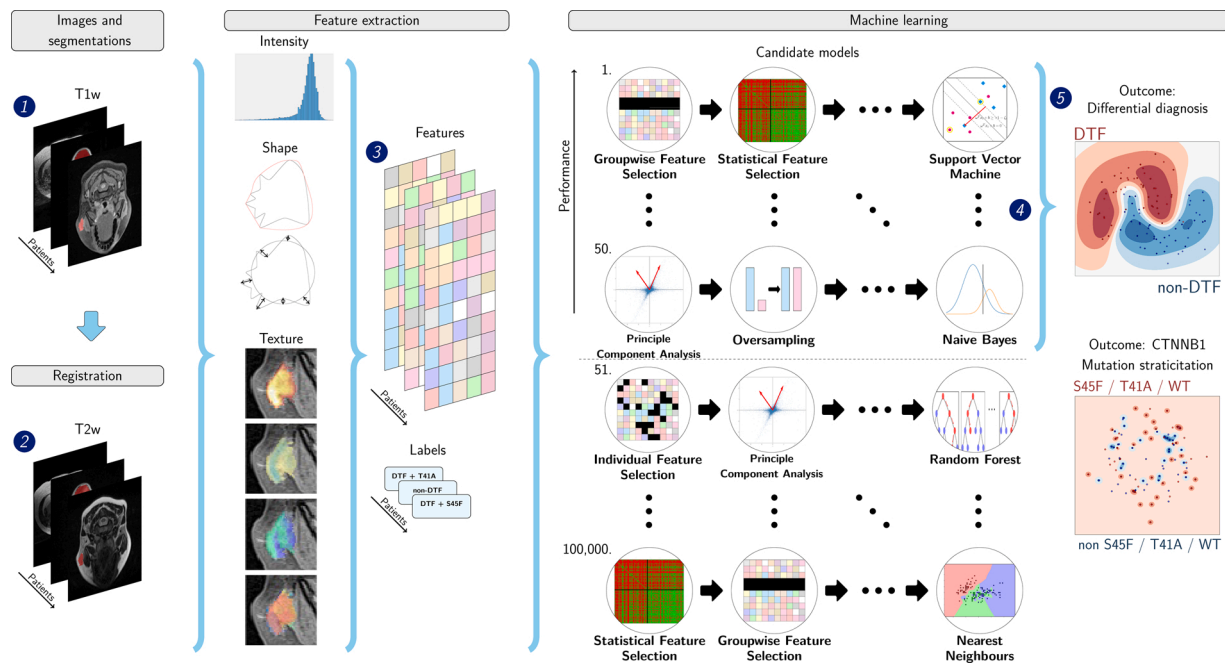 Images and
segmentations
1
T1w
Patients
Registration
2
T2w
Patients
Feature extraction
Intensity
Shape
Texture
3
Features
Patients
Labels
DTF + T41A
non-DTF
DTF + S45F
Patients
Machine learning
Candidate models
Performance
1.
Groupwise Feature
Selection
Statistical Feature
Selection
Support Vector
Machine
4
50.
Principle
Component Analysis
Oversampling
Naive Bayes
51.
Individual Feature
Selection
Principle
Component Analysis
Random Forest
100,000.
Statistical Feature
Selection
Groupwise Feature
Selection
Nearest
Neighbours
5
Outcome:
Differential diagnosis
DTF
non-DTF
Outcome: CTNNB1
Mutation straticitation
S45F / T41A / WT
non S45F / T41A / WT